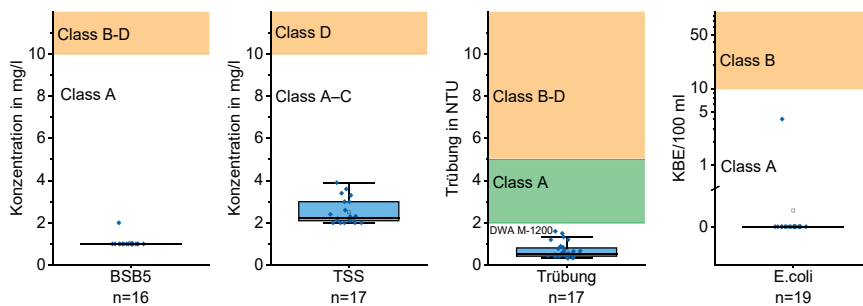 Konzentration in mg/l
10
8
6
4
2
0
Class B-D
Class A
BSB5
n=16
Konzentration in mg/l
10
8
6
4
2
0
Class D
Class A–C
TSS
n=17
Trübung in NTU
10
8
6
4
2
0
Class B-D
Class A
DWA M-1200
Trübung
n=17
KBE/100 ml
50
10
5
1
0
Class B
Class A
E.coli
n=19